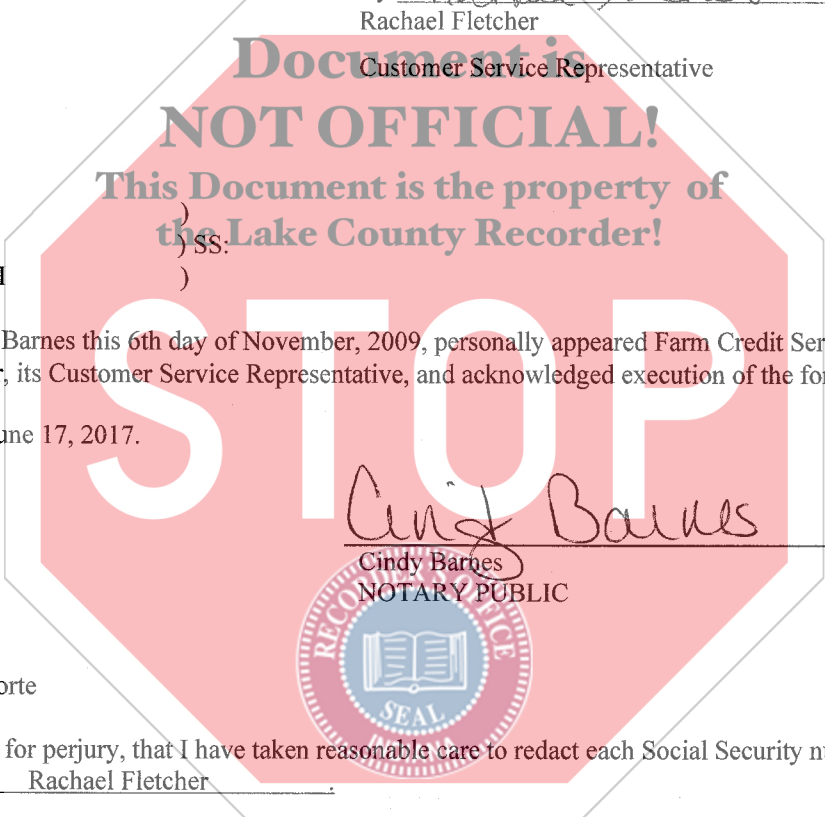 Rachael Fletcher
Document is
Customer Service Representative
NOT OFFICIAL!
This Document is the property of
the Lake County Recorder!
)
) SS:
)
Barnes this 6th day of November, 2009, personally appeared Farm Credit Ser
, its Customer Service Representative, and acknowledged execution of the for
STOP
une 17, 2017.
Cindy Barnes
Cindy Barnes
NOTARY PUBLIC
RECORDER'S OFFICE
SEAL
INDIANA
orte
for perjury, that I have taken reasonable care to redact each Social Security nu
Rachael Fletcher .